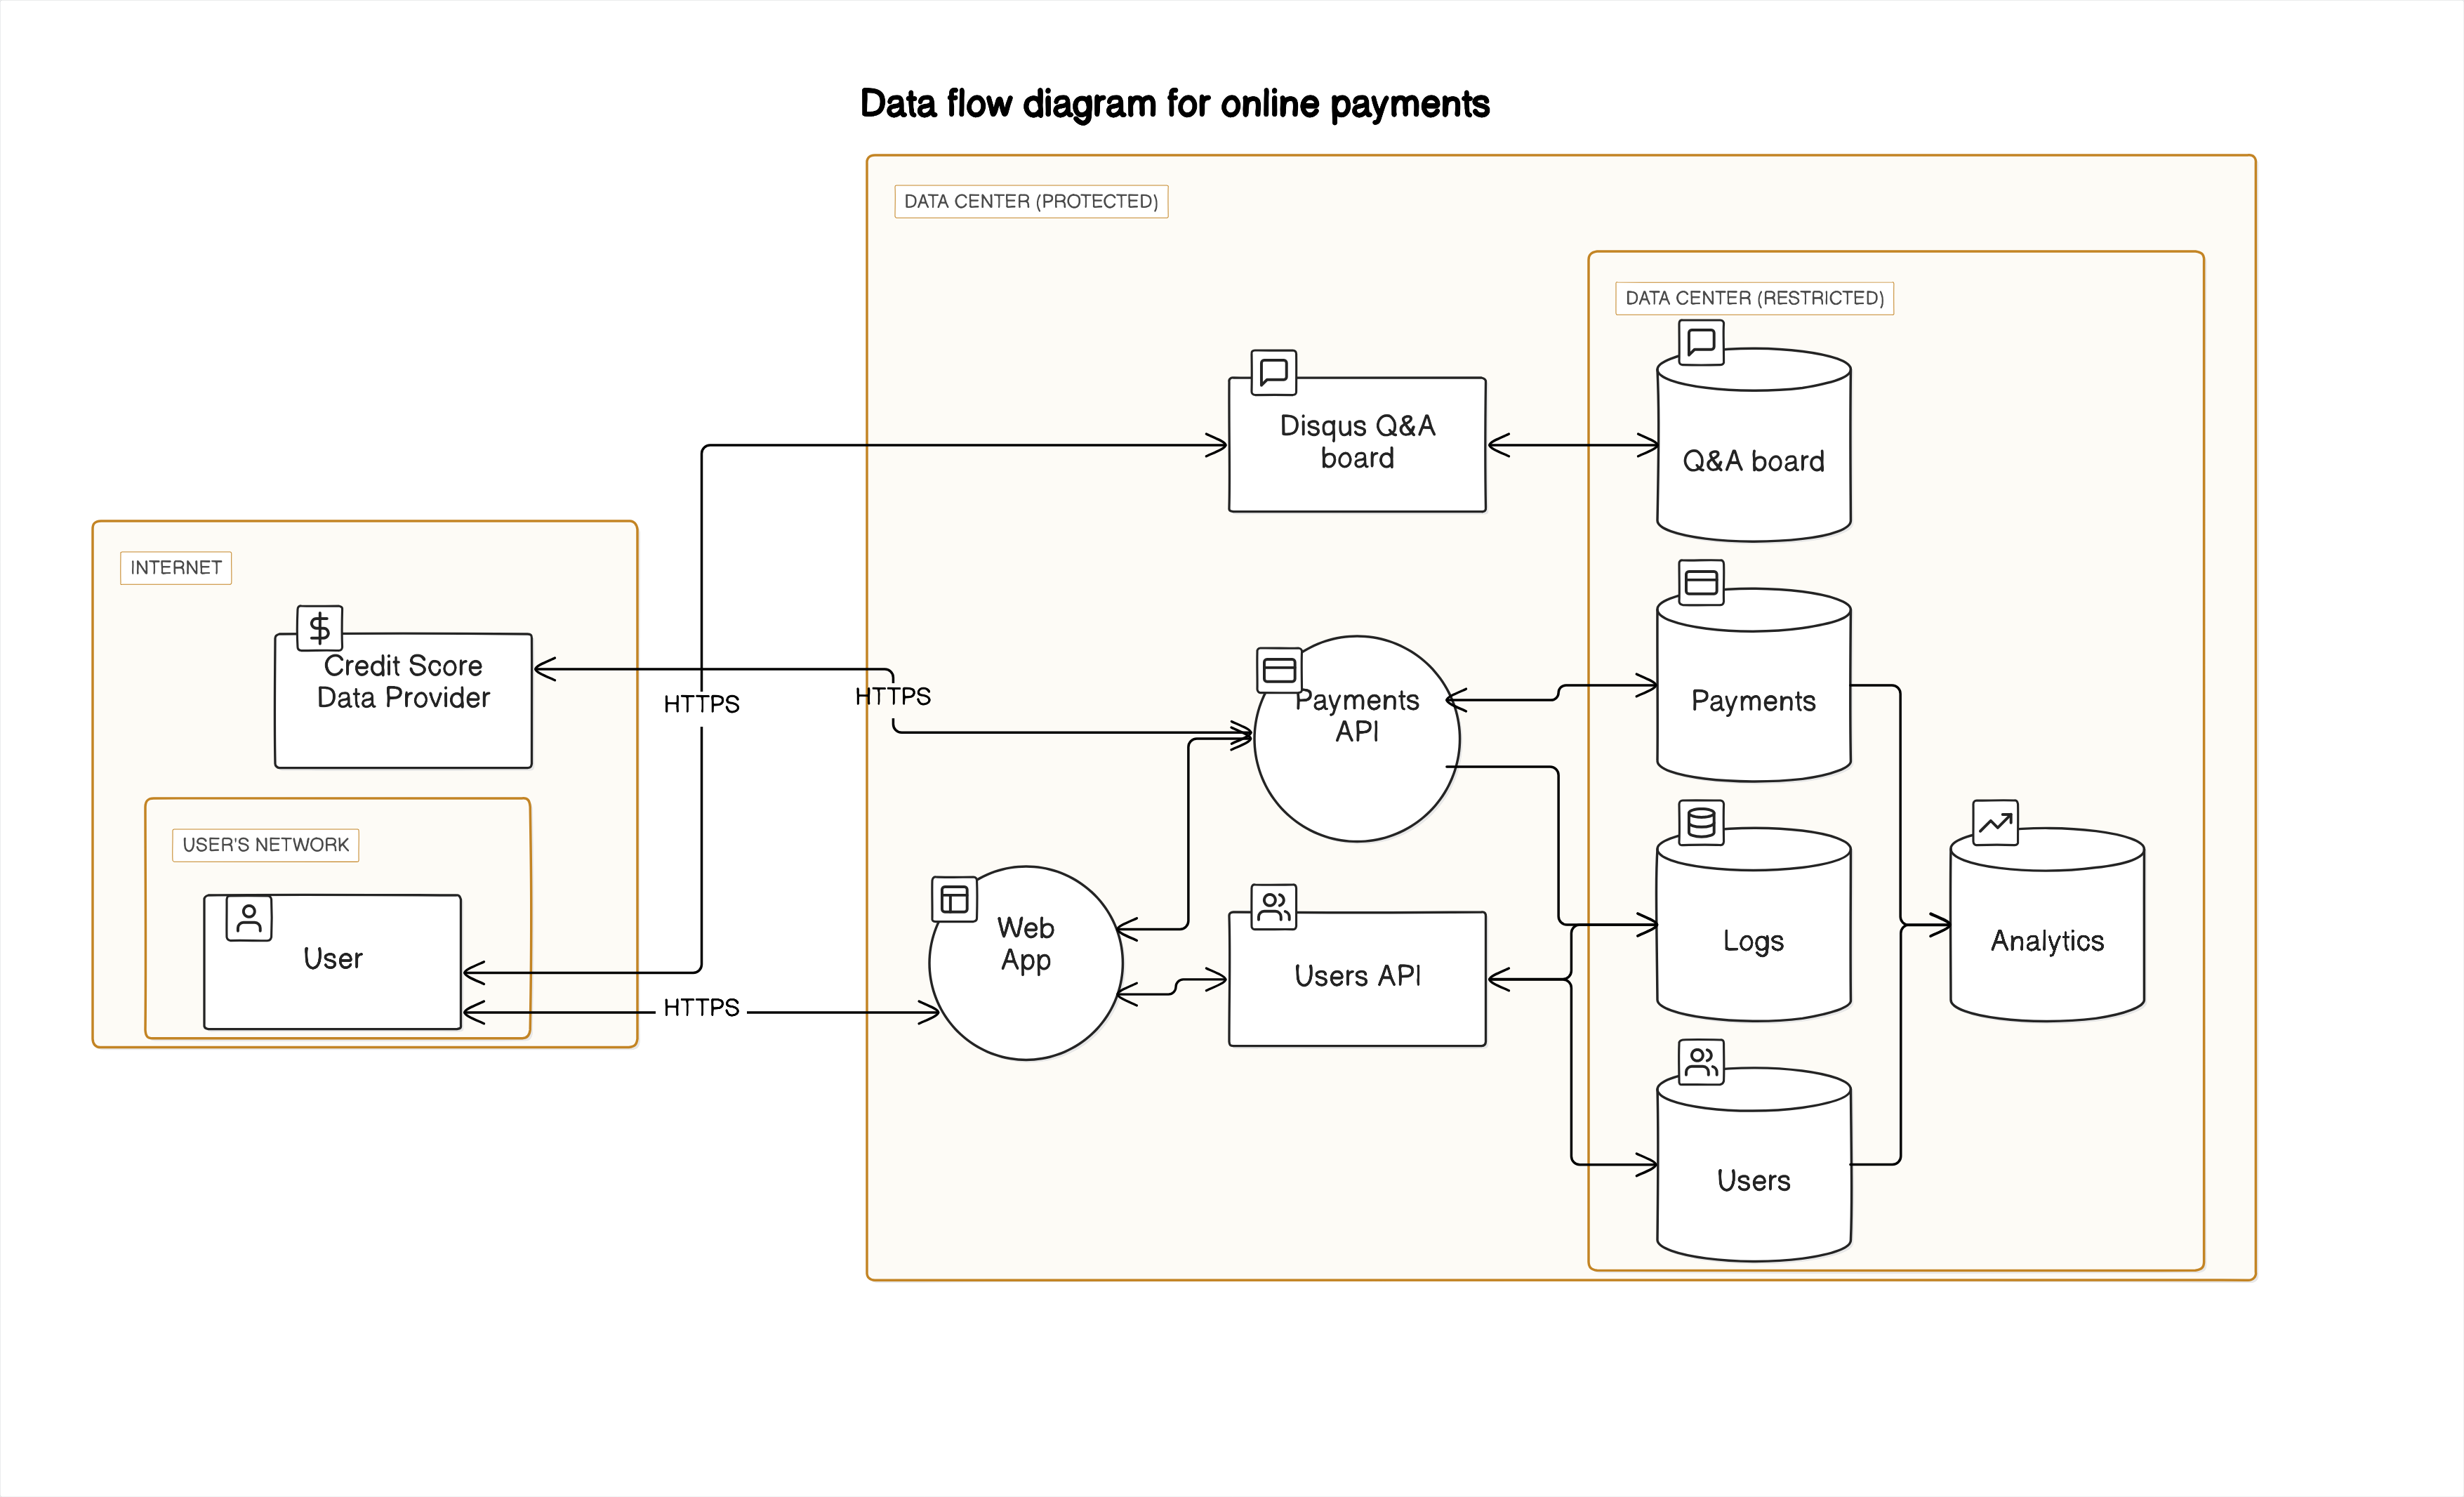 Data flow diagram for online payments
DATA CENTER (PROTECTED)
DATA CENTER (RESTRICTED)
Disqus Q&A
board
Q&A board
INTERNET
$
Credit Score
Data Provider
HTTPS
HTTPS
Payments
API
Payments
USER'S NETWORK
User
HTTPS
Web
App
Users API
Logs
Analytics
Users